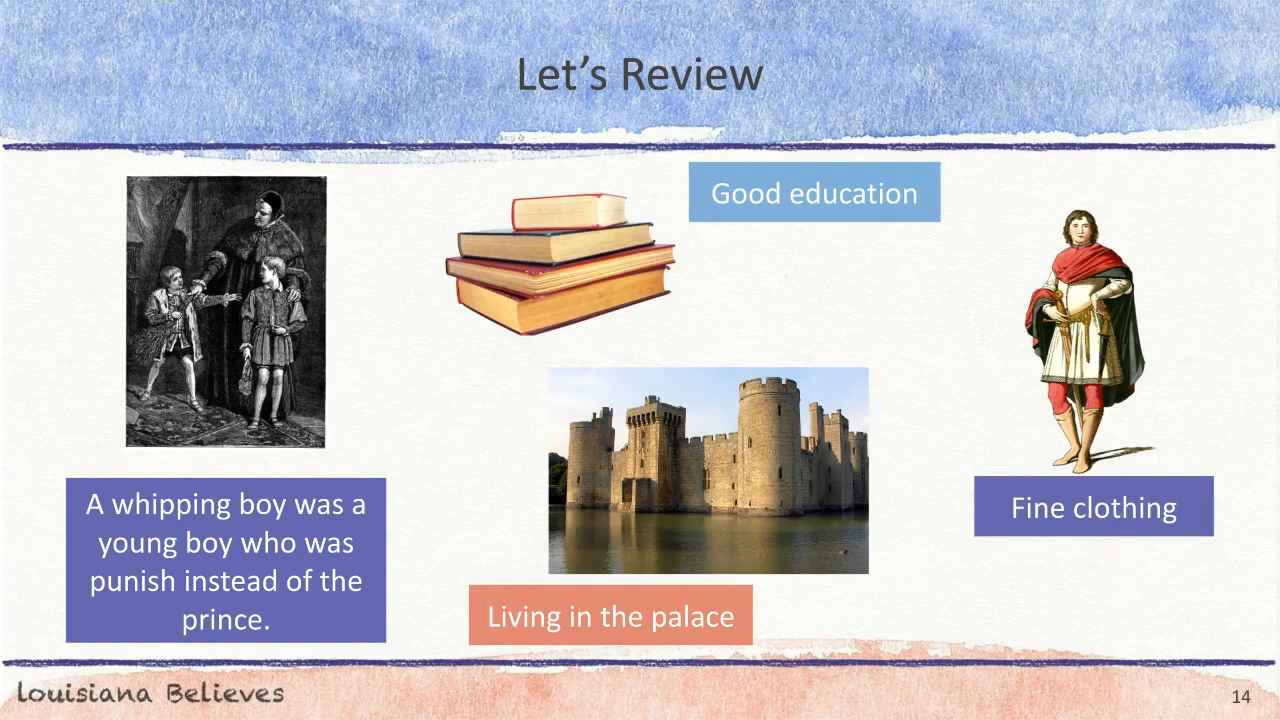 Let’s Review
Good education
A whipping boy was a
young boy who was
punish instead of the
prince.
Fine clothing
Living in the palace
Louisiana Believes
14